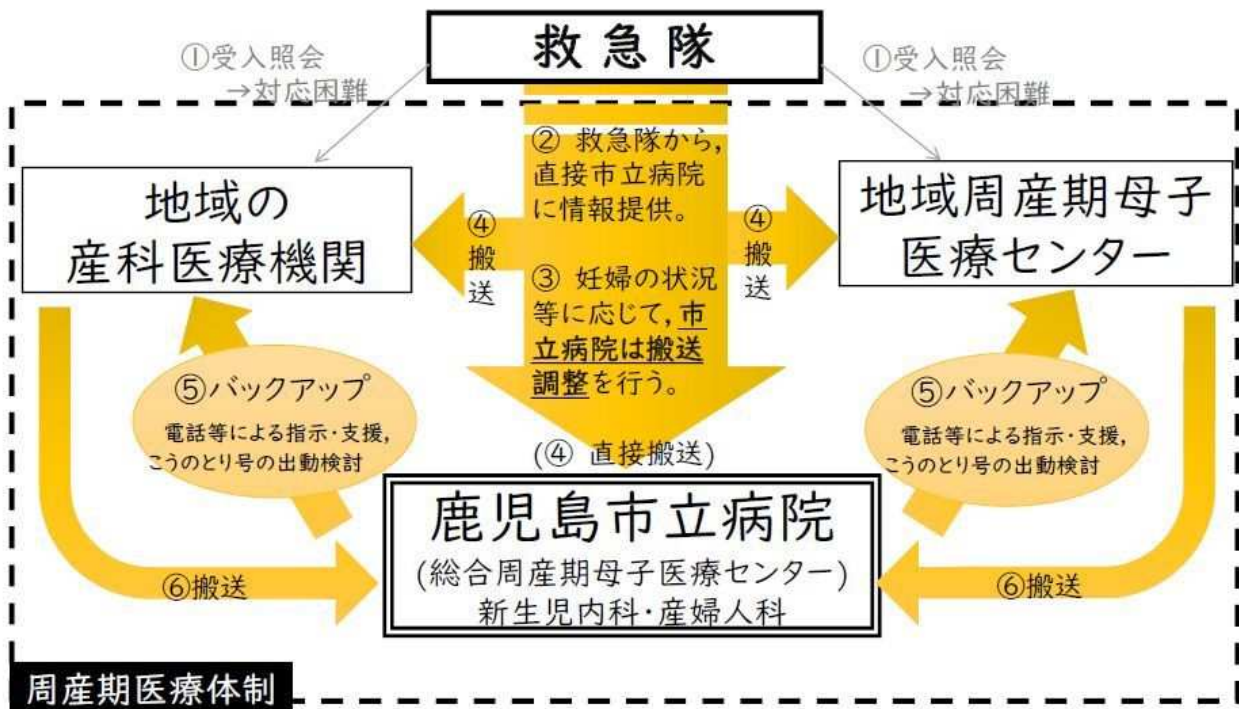 救急隊
①受入照会
→対応困難
①受入照会
→対応困難
② 救急隊から,
直接市立病院
に情報提供。
③ 妊婦の状況
等に応じて,市
立病院は搬送
調整を行う。
地域の
産科医療機関
④
搬
送
④
搬
送
地域周産期母子
医療センター
⑤バックアップ
電話等による指示・支援,
こうのとり号の出動検討
⑤バックアップ
電話等による指示・支援,
こうのとり号の出動検討
(④ 直接搬送)
鹿児島市立病院
(総合周産期母子医療センター)
新生児内科・産婦人科
⑥搬送
⑥搬送
周産期医療体制